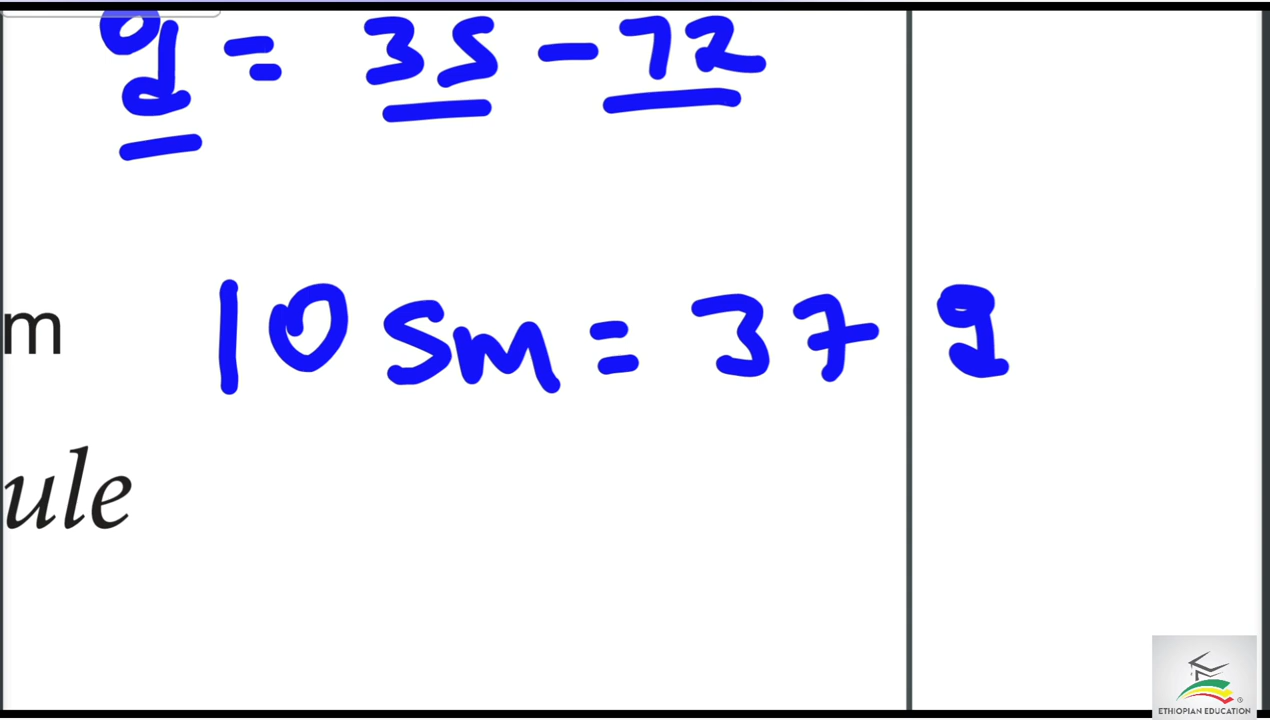 g = 35 - 72
m
10 Sm = 37 g
ule
ETHIOPIAN EDUCATION